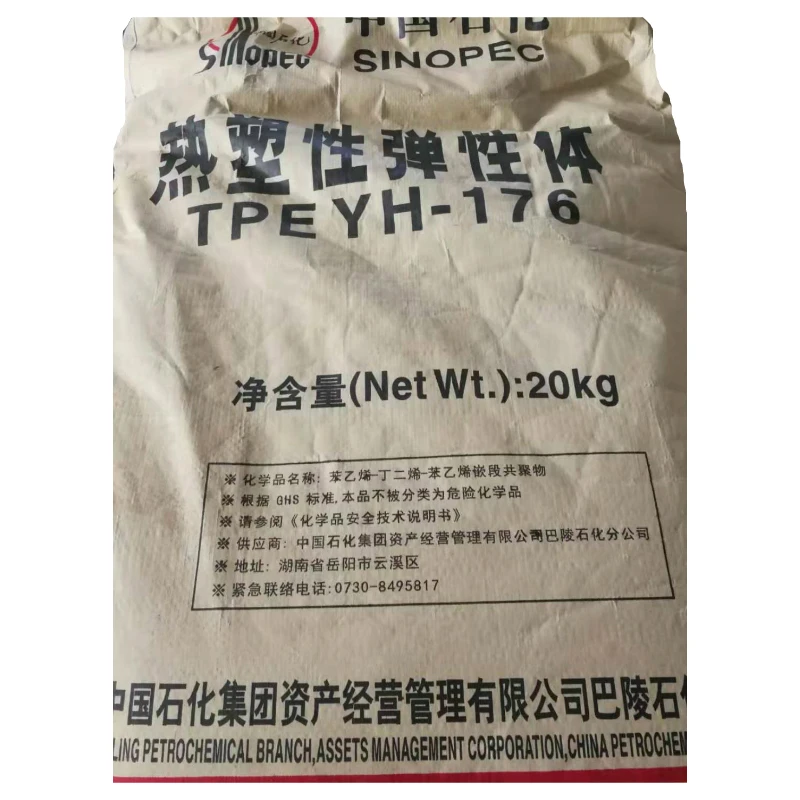 中国石化
Sinopec
SINOPEC
热塑性弹性体
TPE YH-176
净含量(Net Wt.):20kg
※ 化学品名称: 苯乙烯-丁二烯-苯乙烯嵌段共聚物
※ 根据 GHS 标准,本品不被分类为危险化学品
※ 请参阅《化学品安全技术说明书》
※ 供应商: 中国石化集团资产经营管理有限公司巴陵石化分公司
※ 地址: 湖南省岳阳市云溪区
※ 紧急联络电话:0730-8495817
中国石化集团资产经营管理有限公司巴陵石化
LING PETROCHEMICAL BRANCH,ASSETS MANAGEMENT CORPORATION,CHINA PETROCHEM